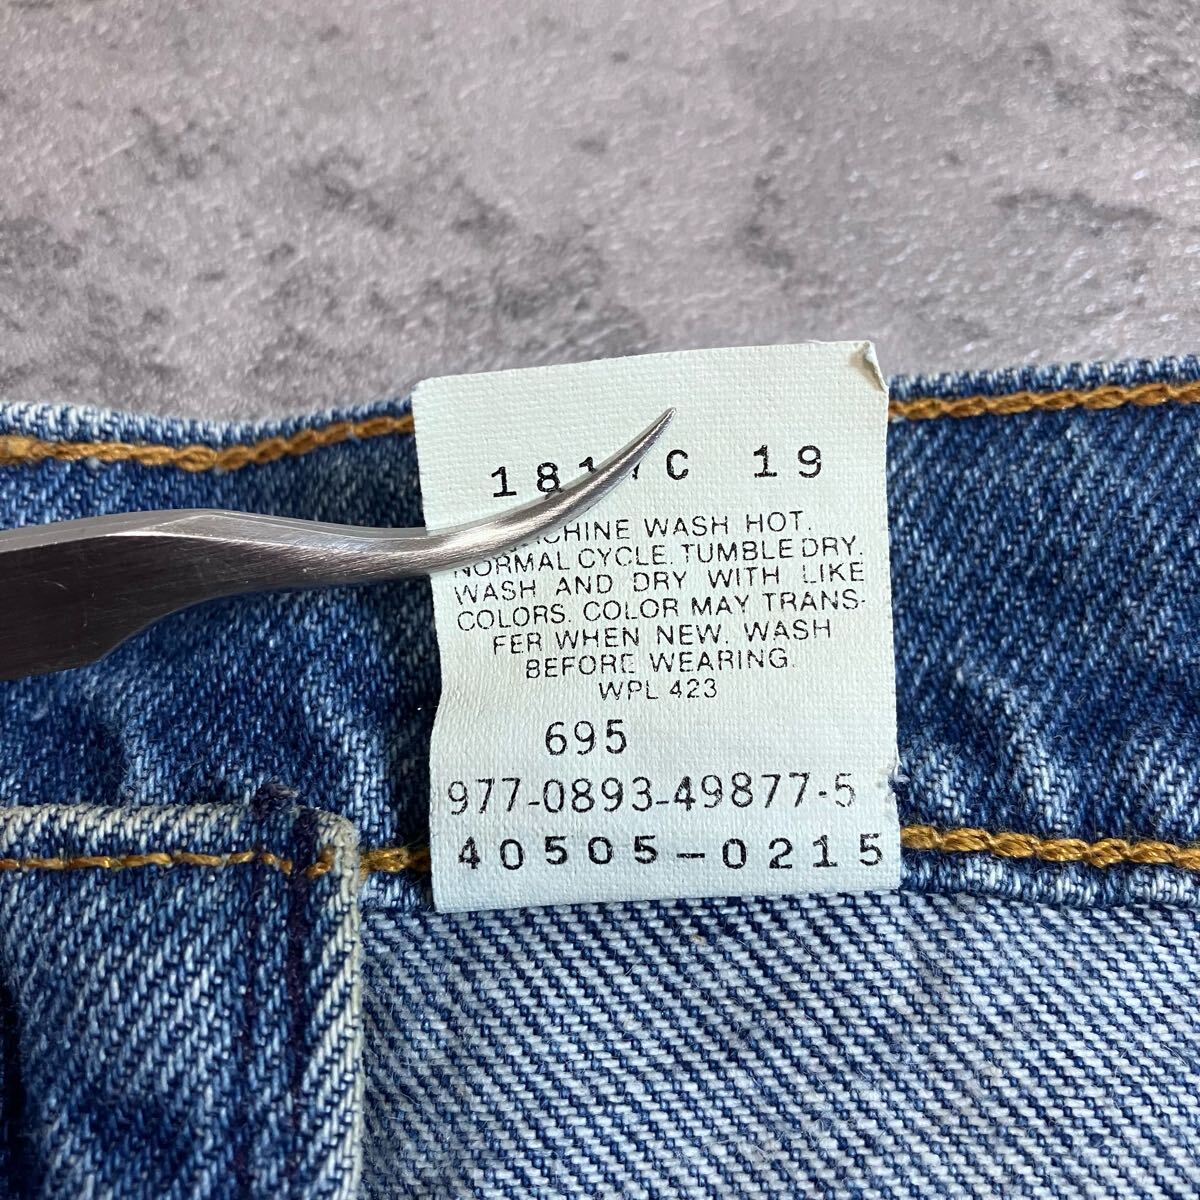 19
WASH HOT.
NORMAL CYCLE. TUMBLE DRY.
WASH AND DRY WITH LIKE
COLORS. COLOR MAY TRANS-
FER WHEN NEW. WASH
BEFORE WEARING.
WPL 423
695
977-0893-49877-5
40505-0215